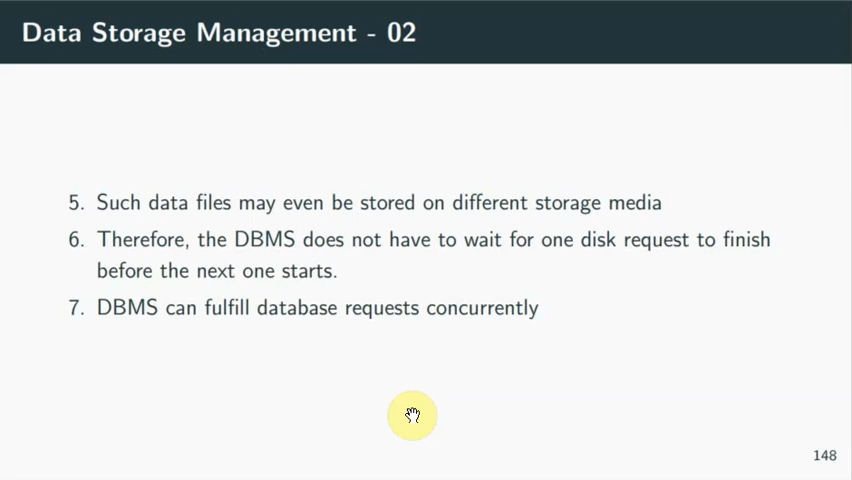 Data Storage Management - 02
5. Such data files may even be stored on different storage media
6. Therefore, the DBMS does not have to wait for one disk request to finish
before the next one starts.
7. DBMS can fulfill database requests concurrently
148